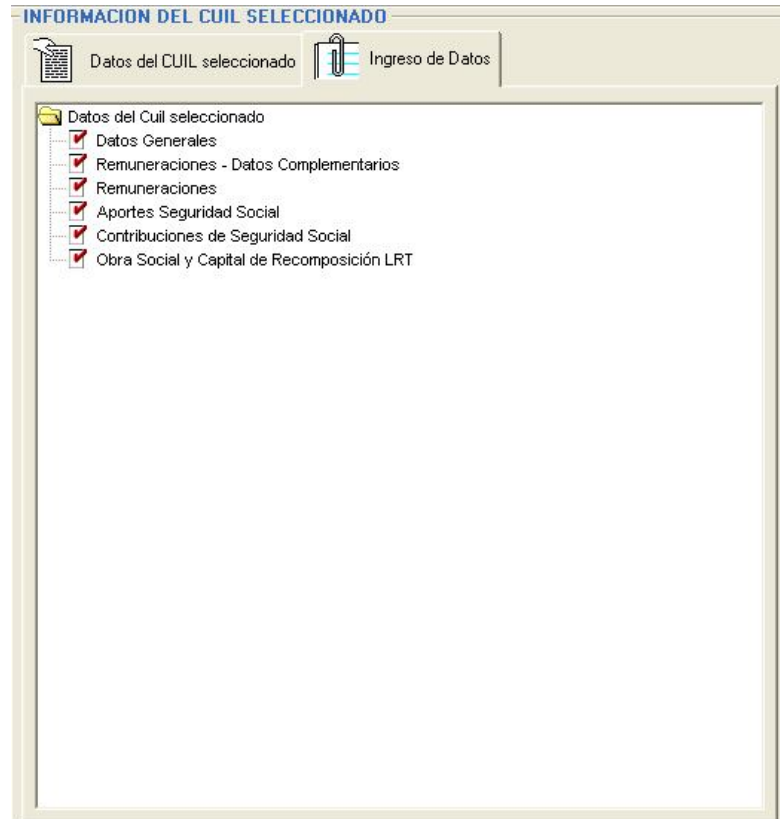 INFORMACION DEL CUIL SELECCIONADO
Datos del CUIL seleccionado
Ingreso de Datos
Datos del Cuil seleccionado
Datos Generales
Remuneraciones - Datos Complementarios
Remuneraciones
Aportes Seguridad Social
Contribuciones de Seguridad Social
Obra Social y Capital de Recomposición LRT